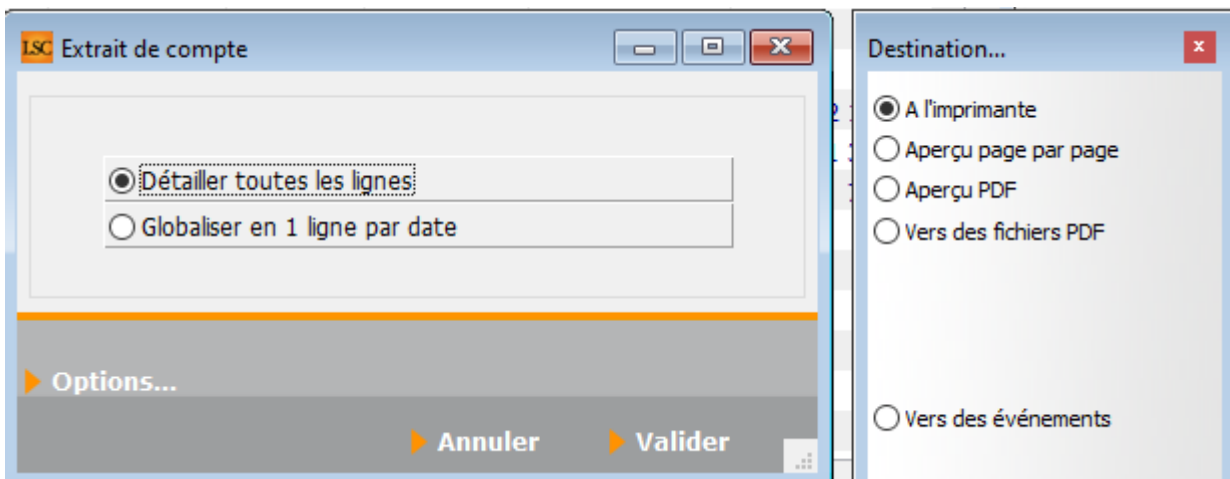 LSC Extrait de compte
Détailler toutes les lignes
Globaliser en 1 ligne par date
Options...
Annuler
Valider
Destination...
A l'imprimante
Aperçu page par page
Aperçu PDF
Vers des fichiers PDF
Vers des événements